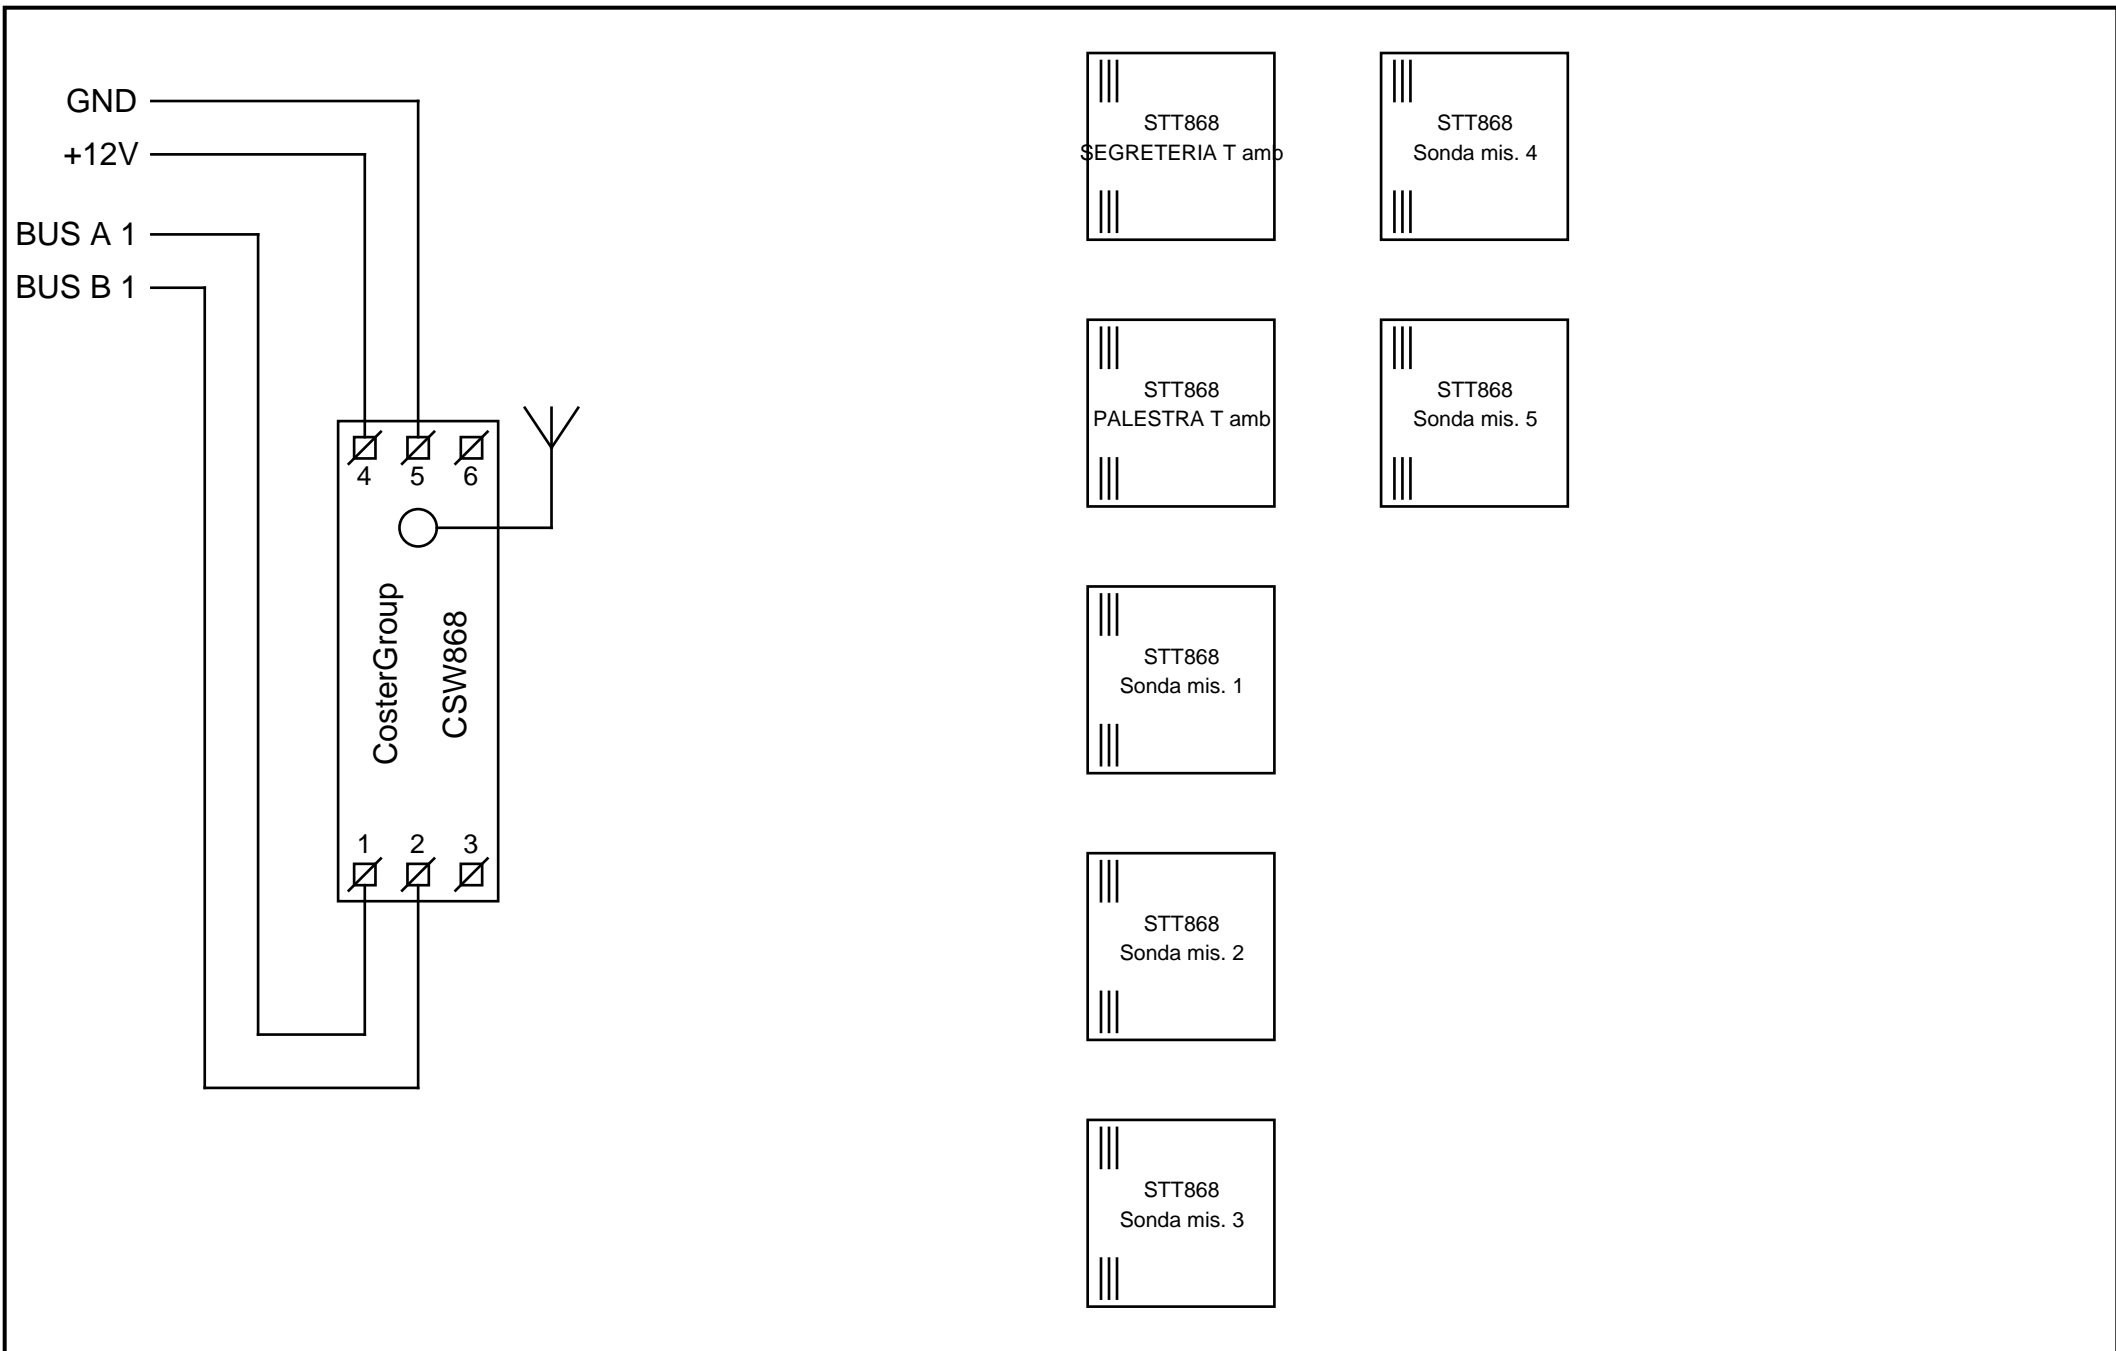 GND
+12V
BUS A 1
BUS B 1
4 5 6
CosterGroup
CSW868
1 2 3
STT868
SEGRETERIA T amb
STT868
Sonda mis. 4
STT868
PALESTRA T amb
STT868
Sonda mis. 5
STT868
Sonda mis. 1
STT868
Sonda mis. 2
STT868
Sonda mis. 3